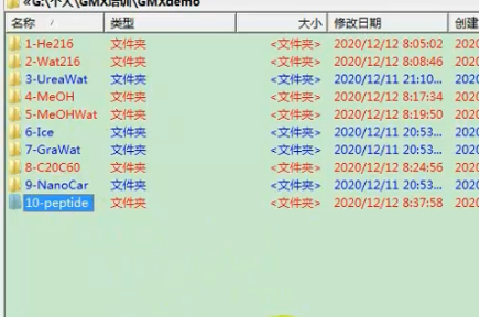 G:\个人\GMX培训\GMXdemo
名称 类型 大小 修改日期 创建
1-He216 文件夹 <文件夹> 2020/12/12 8:05:02 2020
2-Wat216 文件夹 <文件夹> 2020/12/12 8:08:46 2020
3-UreaWat 文件夹 <文件夹> 2020/12/11 21:10... 2020
4-MeOH 文件夹 <文件夹> 2020/12/12 8:17:34 2020
5-MeOHWat 文件夹 <文件夹> 2020/12/12 8:19:50 2020
6-Ice 文件夹 <文件夹> 2020/12/11 20:53... 2020
7-GraWat 文件夹 <文件夹> 2020/12/11 20:53... 2020
8-C20C60 文件夹 <文件夹> 2020/12/12 8:24:56 2020
9-NanoCar 文件夹 <文件夹> 2020/12/11 20:53... 2020
10-peptide 文件夹 <文件夹> 2020/12/12 8:37:58 2020